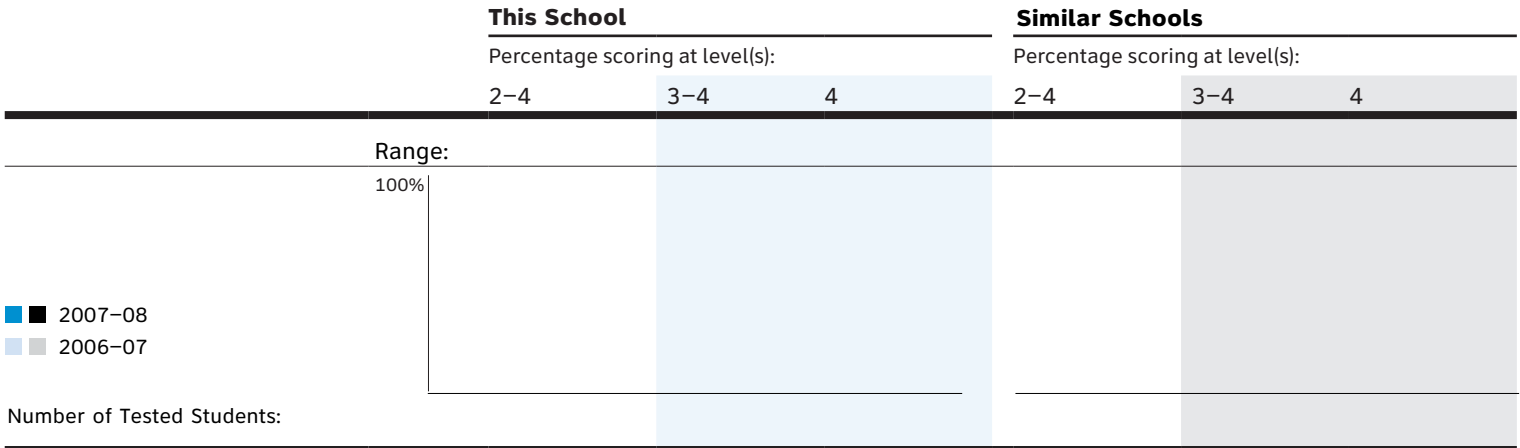 This School Similar Schools
Percentage scoring at level(s): Percentage scoring at level(s):
2–4 3–4 4 2–4 3–4 4
Range:
100%
2007–08
2006–07
Number of Tested Students: